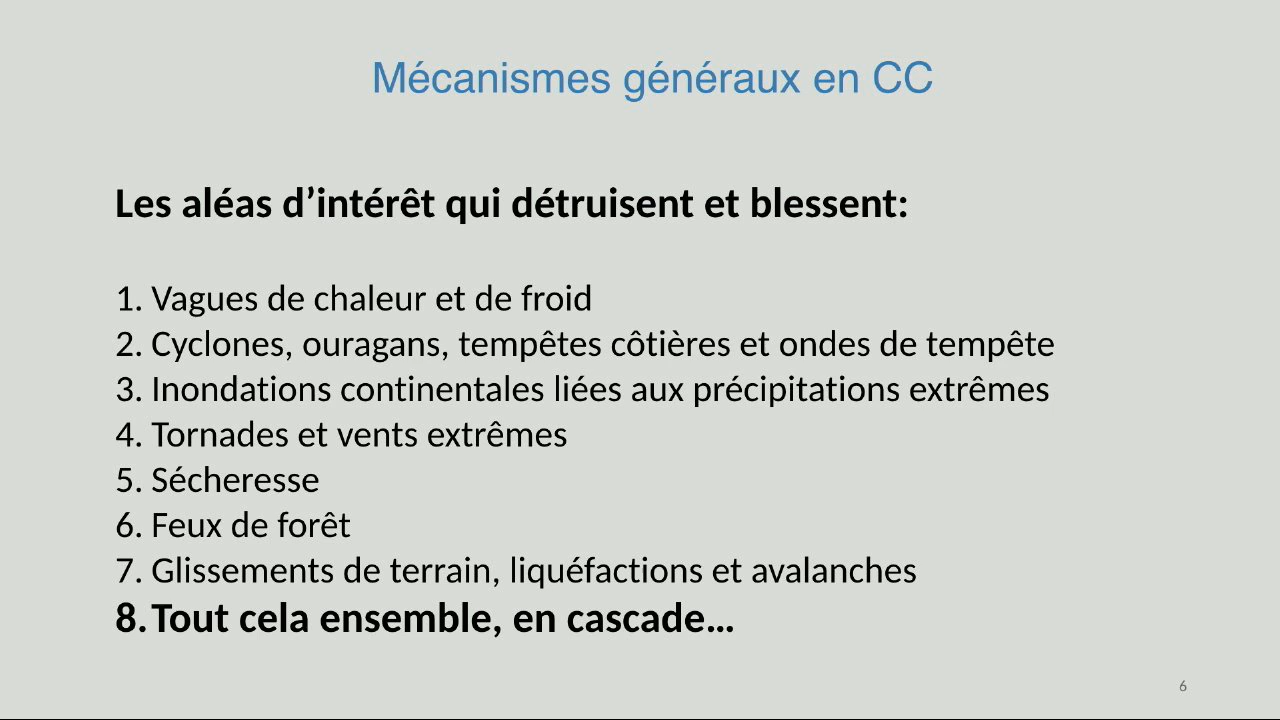 Mécanismes généraux en CC
Les aléas d’intérêt qui détruisent et blessent:
1. Vagues de chaleur et de froid
2. Cyclones, ouragans, tempêtes côtières et ondes de tempête
3. Inondations continentales liées aux précipitations extrêmes
4. Tornades et vents extrêmes
5. Sécheresse
6. Feux de forêt
7. Glissements de terrain, liquéfactions et avalanches
8. Tout cela ensemble, en cascade…
6